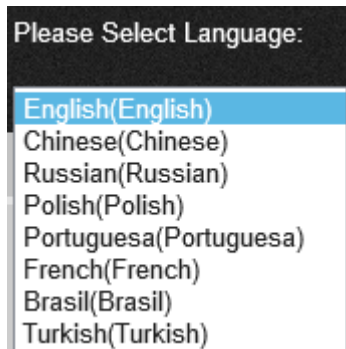 Please Select Language:
English(English)
Chinese(Chinese)
Russian(Russian)
Polish(Polish)
Portuguesa(Portuguesa)
French(French)
Brasil(Brasil)
Turkish(Turkish)